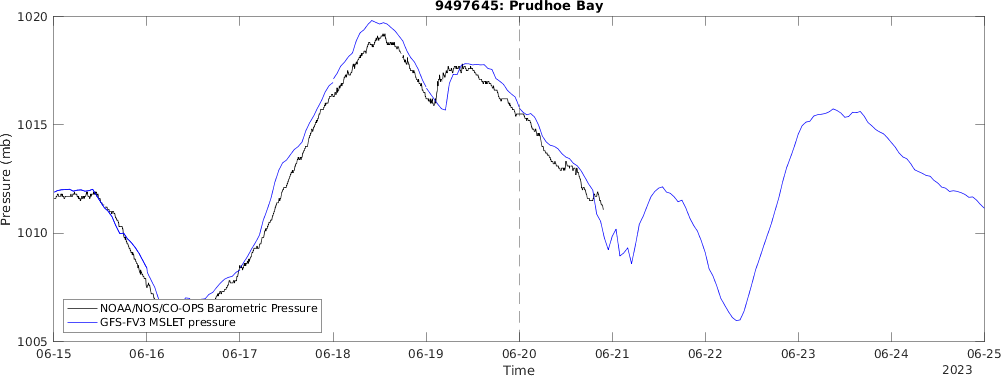 9497645: Prudhoe Bay
Pressure (mb)
1020
1015
1010
1005
NOAA/NOS/CO-OPS Barometric Pressure
GFS-FV3 MSLET pressure
06-15 06-16 06-17 06-18 06-19 06-20 06-21 06-22 06-23 06-24 06-25
Time
2023